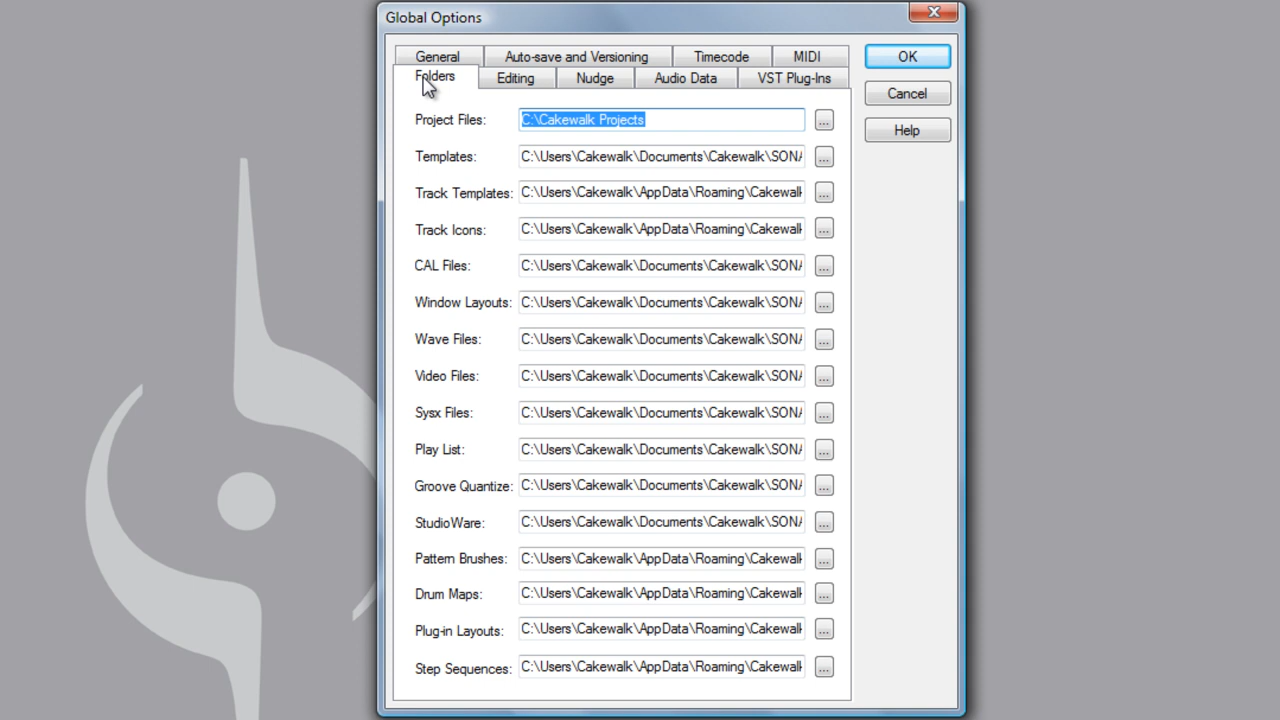 Global Options
General Auto-save and Versioning Timecode MIDI
Folders Editing Nudge Audio Data VST Plug-Ins
OK
Cancel
Help
Project Files: C:\Cakewalk Projects ...
Templates: C:\Users\Cakewalk\Documents\Cakewalk\SON ...
Track Templates: C:\Users\Cakewalk\AppData\Roaming\Cakewalk ...
Track Icons: C:\Users\Cakewalk\AppData\Roaming\Cakewalk ...
CAL Files: C:\Users\Cakewalk\Documents\Cakewalk\SON ...
Window Layouts: C:\Users\Cakewalk\Documents\Cakewalk\SON ...
Wave Files: C:\Users\Cakewalk\Documents\Cakewalk\SON ...
Video Files: C:\Users\Cakewalk\Documents\Cakewalk\SON ...
Sysx Files: C:\Users\Cakewalk\Documents\Cakewalk\SON ...
Play List: C:\Users\Cakewalk\Documents\Cakewalk\SON ...
Groove Quantize: C:\Users\Cakewalk\Documents\Cakewalk\SON ...
StudioWare: C:\Users\Cakewalk\Documents\Cakewalk\SON ...
Pattern Brushes: C:\Users\Cakewalk\AppData\Roaming\Cakewalk ...
Drum Maps: C:\Users\Cakewalk\AppData\Roaming\Cakewalk ...
Plug-in Layouts: C:\Users\Cakewalk\AppData\Roaming\Cakewalk ...
Step Sequences: C:\Users\Cakewalk\AppData\Roaming\Cakewalk ...